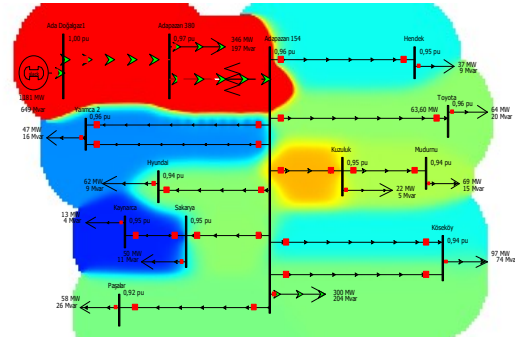 Ada Doğalgaz1
Adapazarı 380
Adapazarı 154
Hendek
1,00 pu
0,97 pu
346 MW
197 Mvar
0,96 pu
0,95 pu
37 MW
9 Mvar
649 Mvar
Yarımca 2
0,96 pu
47 MW
16 Mvar
Toyota
63,60 MW
0,96 pu
64 MW
20 Mvar
Hyundai
0,94 pu
62 MW
9 Mvar
Kuzuluk
0,95 pu
22 MW
5 Mvar
Mudurnu
0,94 pu
69 MW
15 Mvar
Kaynarca
0,95 pu
13 MW
4 Mvar
Sakarya
0,95 pu
11 Mvar
Köseköy
0,94 pu
97 MW
74 Mvar
Paşalar
0,92 pu
58 MW
26 Mvar
300 MW
204 Mvar